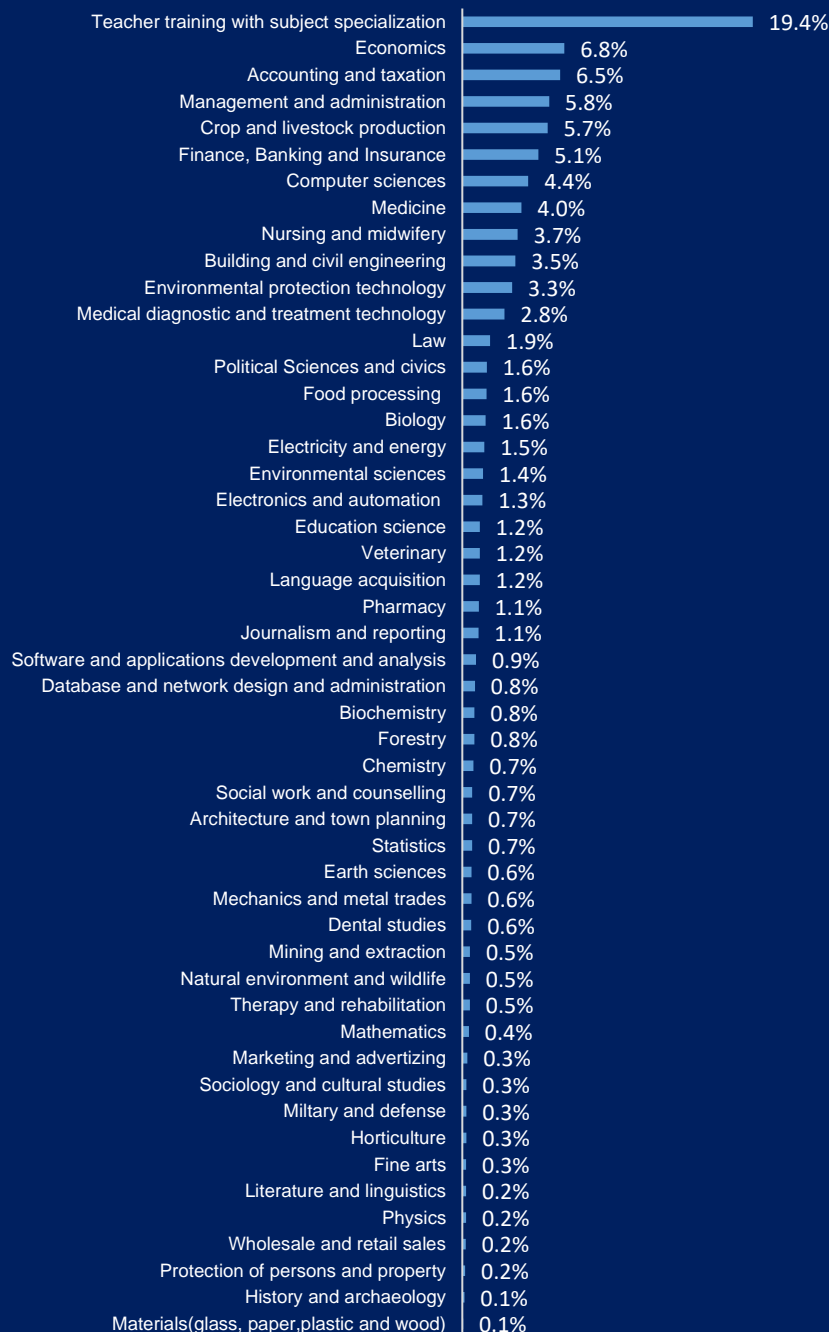 Teacher training with subject specialization 19.4%
Economics 6.8%
Accounting and taxation 6.5%
Management and administration 5.8%
Crop and livestock production 5.7%
Finance, Banking and Insurance 5.1%
Computer sciences 4.4%
Medicine 4.0%
Nursing and midwifery 3.7%
Building and civil engineering 3.5%
Environmental protection technology 3.3%
Medical diagnostic and treatment technology 2.8%
Law 1.9%
Political Sciences and civics 1.6%
Food processing 1.6%
Biology 1.6%
Electricity and energy 1.5%
Environmental sciences 1.4%
Electronics and automation 1.3%
Education science 1.2%
Veterinary 1.2%
Language acquisition 1.2%
Pharmacy 1.1%
Journalism and reporting 1.1%
Software and applications development and analysis 0.9%
Database and network design and administration 0.8%
Biochemistry 0.8%
Forestry 0.8%
Chemistry 0.7%
Social work and counselling 0.7%
Architecture and town planning 0.7%
Statistics 0.7%
Earth sciences 0.6%
Mechanics and metal trades 0.6%
Dental studies 0.6%
Mining and extraction 0.5%
Natural environment and wildlife 0.5%
Therapy and rehabilitation 0.5%
Mathematics 0.4%
Marketing and advertizing 0.3%
Sociology and cultural studies 0.3%
Miltary and defense 0.3%
Horticulture 0.3%
Fine arts 0.3%
Literature and linguistics 0.2%
Physics 0.2%
Wholesale and retail sales 0.2%
Protection of persons and property 0.2%
History and archaeology 0.1%
Materials(glass, paper,plastic and wood) 0.1%